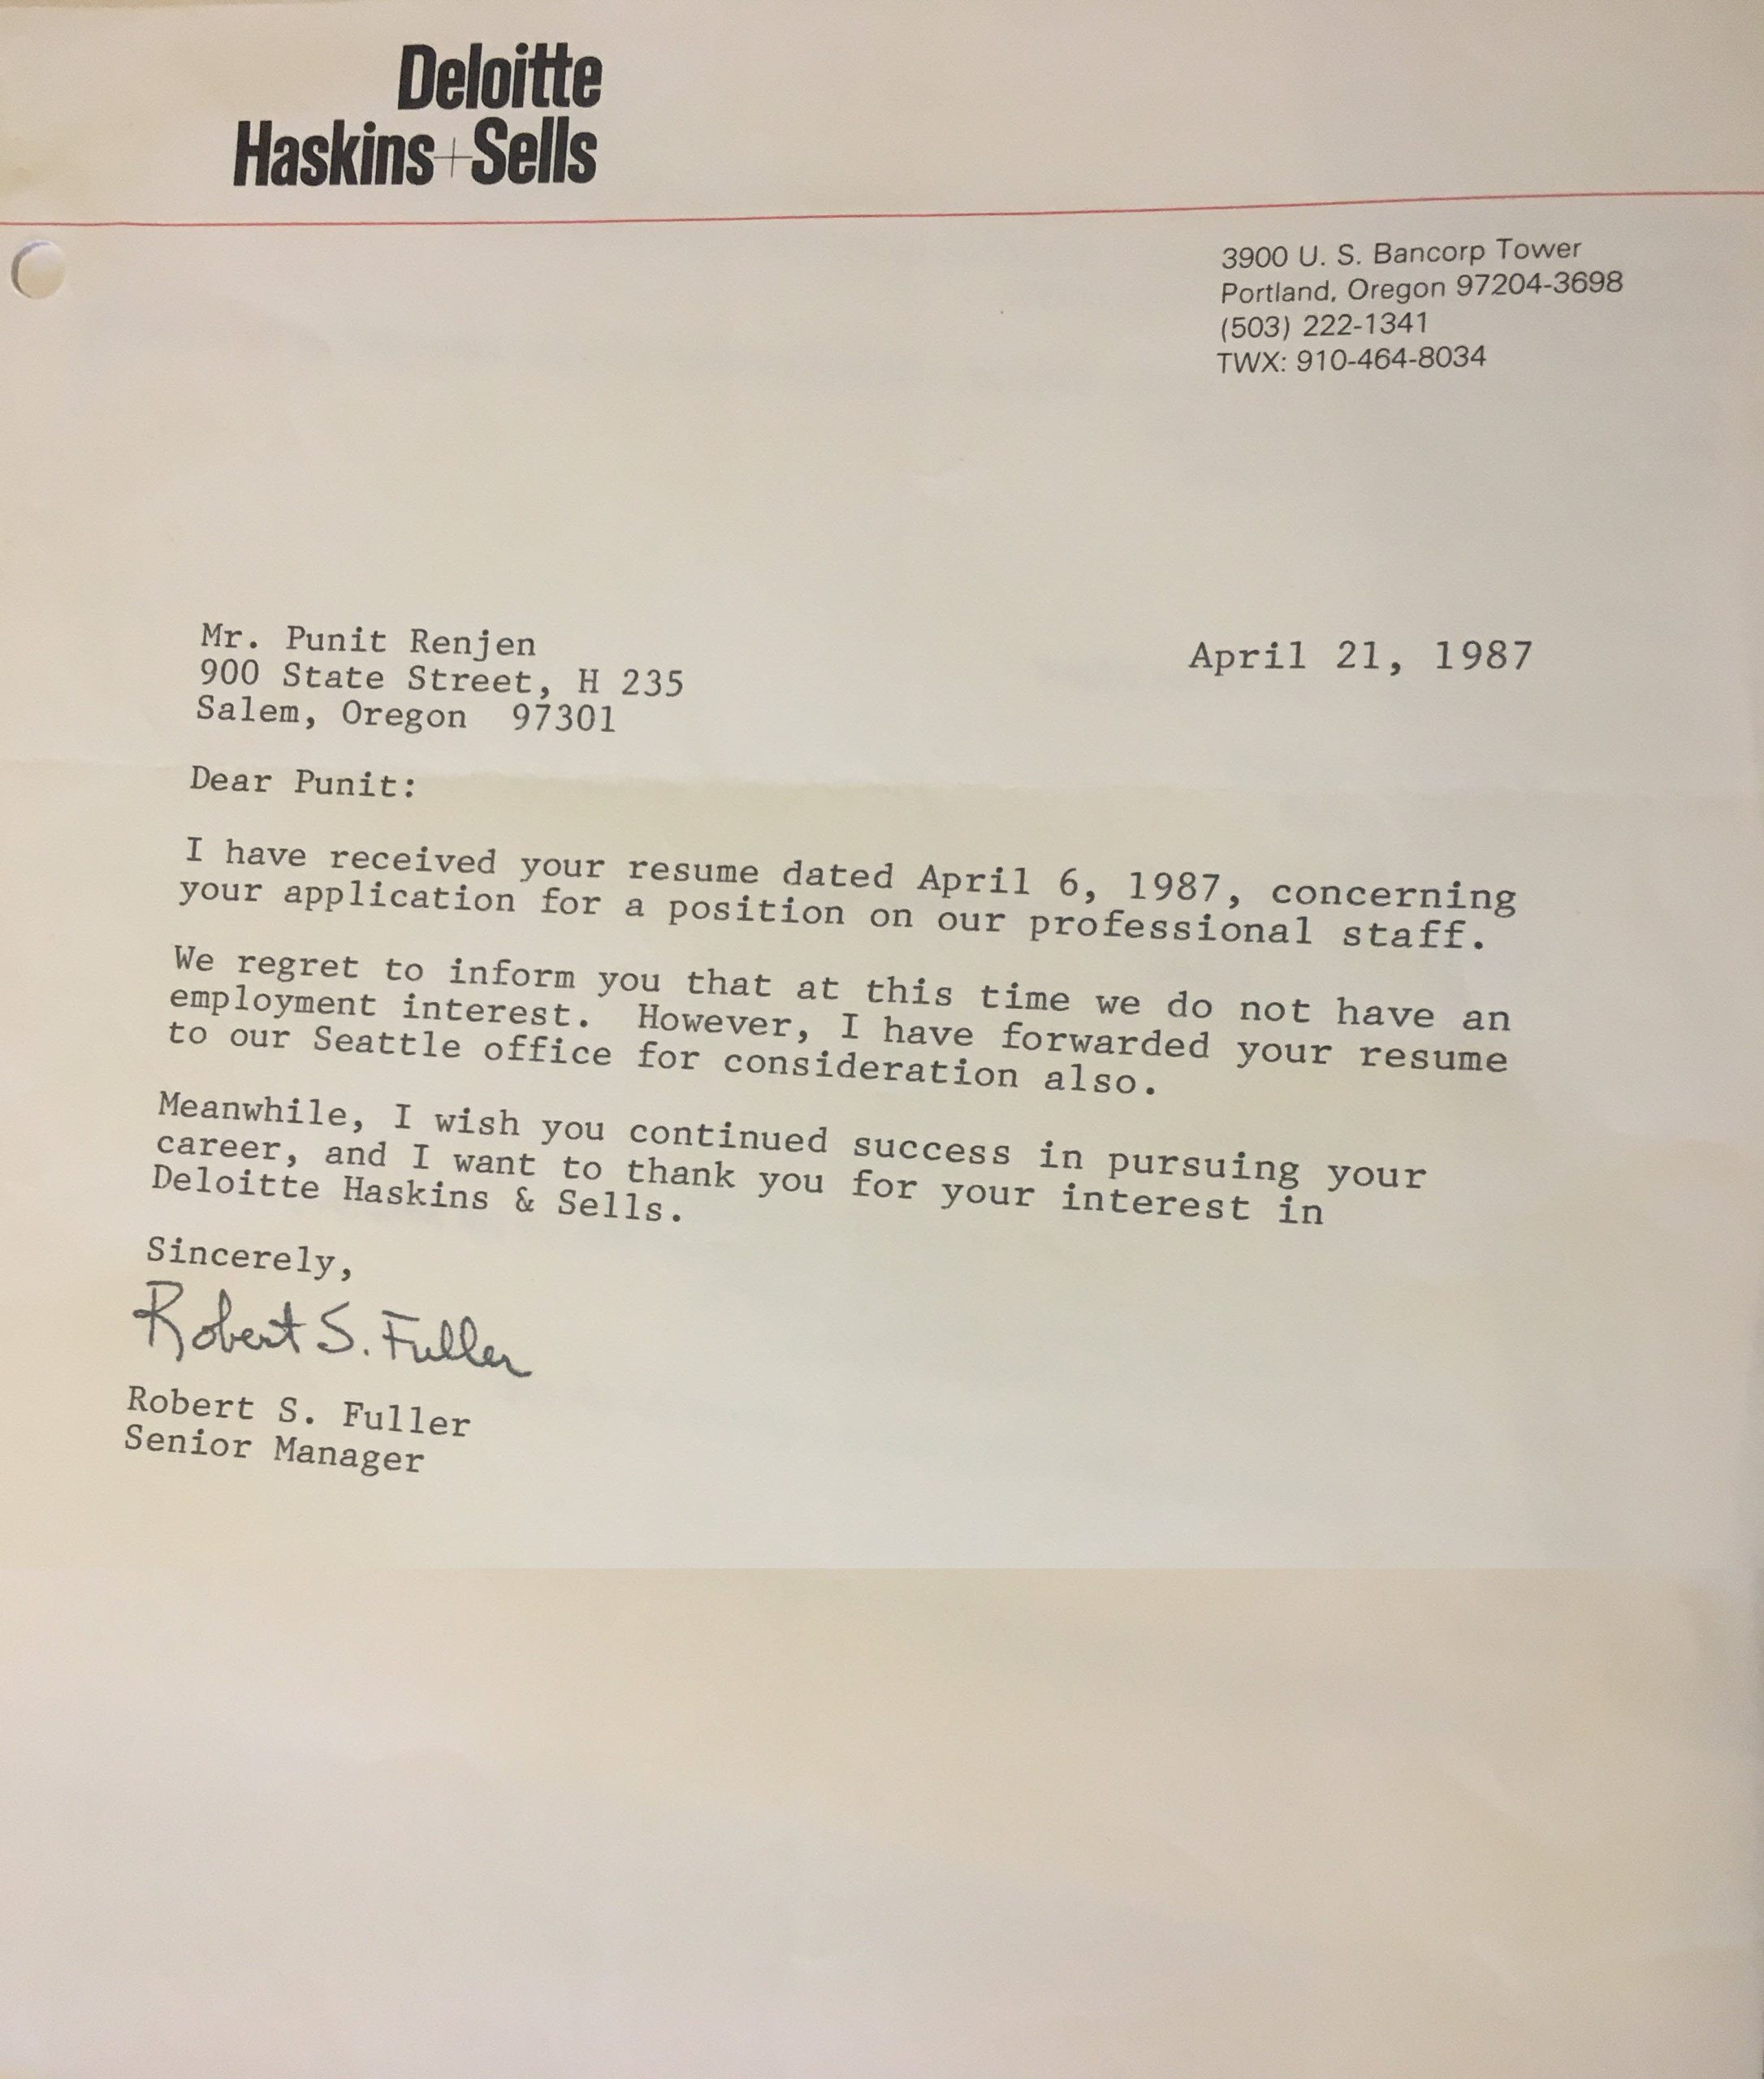 Deloitte
Haskins+Sells
3900 U. S. Bancorp Tower
Portland, Oregon 97204-3698
(503) 222-1341
TWX: 910-464-8034
Mr. Punit Renjen
900 State Street, H 235
Salem, Oregon  97301
April 21, 1987
Dear Punit:
I have received your resume dated April 6, 1987, concerning
your application for a position on our professional staff.
We regret to inform you that at this time we do not have an
employment interest.  However, I have forwarded your resume
to our Seattle office for consideration also.
Meanwhile, I wish you continued success in pursuing your
career, and I want to thank you for your interest in
Deloitte Haskins & Sells.
Sincerely,
Robert S. Fuller
Robert S. Fuller
Senior Manager